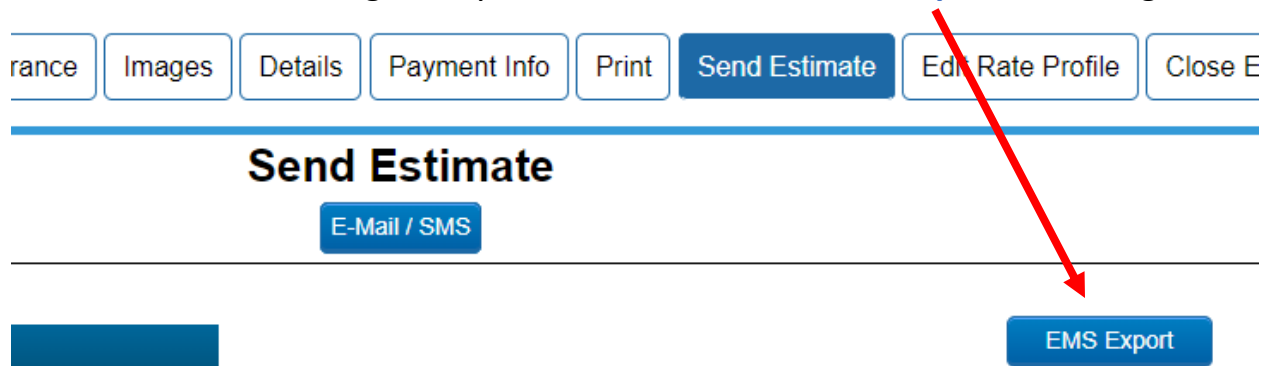 rance Images Details Payment Info Print Send Estimate Edit Rate Profile Close E
Send Estimate
E-Mail / SMS
EMS Export